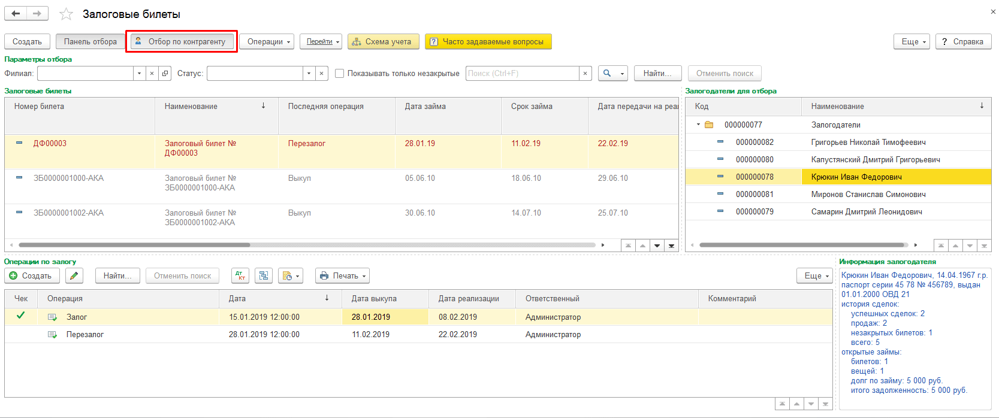 Залоговые билеты
Создать Панель отбора Отбор по контрагенту Операции Перейти Схема учета Часто задаваемые вопросы Еще ? Справка
Параметры отбора
Филиал: Статус: Показывать только незакрытые Поиск (Ctrl+F) Найти... Отменить поиск
Залоговые билеты
Номер билета Наименование Последняя операция Дата займа Срок займа Дата передачи на реа
ДФ00003 Залоговый билет № Перезалог 28.01.19 11.02.19 22.02.19
ДФ00003
ЗБ0000001000-АКА Залоговый билет № Выкуп 05.06.10 18.06.10 29.06.10
ЗБ0000001000-АКА
ЗБ0000001002-АКА Залоговый билет № Выкуп 30.06.10 14.07.10 25.07.10
ЗБ0000001002-АКА
Залогодатели для отбора
Код Наименование
000000077 Залогодатели
000000082 Григорьев Николай Тимофеевич
000000080 Капустянский Дмитрий Григорьевич
000000078 Крюкин Иван Федорович
000000081 Миронов Станислав Симонович
000000079 Самарин Дмитрий Леонидович
Операции по залогу
Создать Найти... Отменить поиск Дт Кт Печать Еще
Чек Операция Дата Дата выкупа Дата реализации Ответственный Комментарий
Залог 15.01.2019 12:00:00 28.01.2019 08.02.2019 Администратор
Перезалог 28.01.2019 12:00:00 11.02.2019 22.02.2019 Администратор
Информация залогодателя
Крюкин Иван Федорович, 14.04.1967 г.р.
паспорт серии 45 78 № 456789, выдан
01.01.2000 ОВД 21
история сделок:
успешных сделок: 2
продаж: 2
незакрытых билетов: 1
всего: 5
открытые займы:
билетов: 1
вещей: 1
долг по займу: 5 000 руб.
итого задолженность: 5 000 руб.